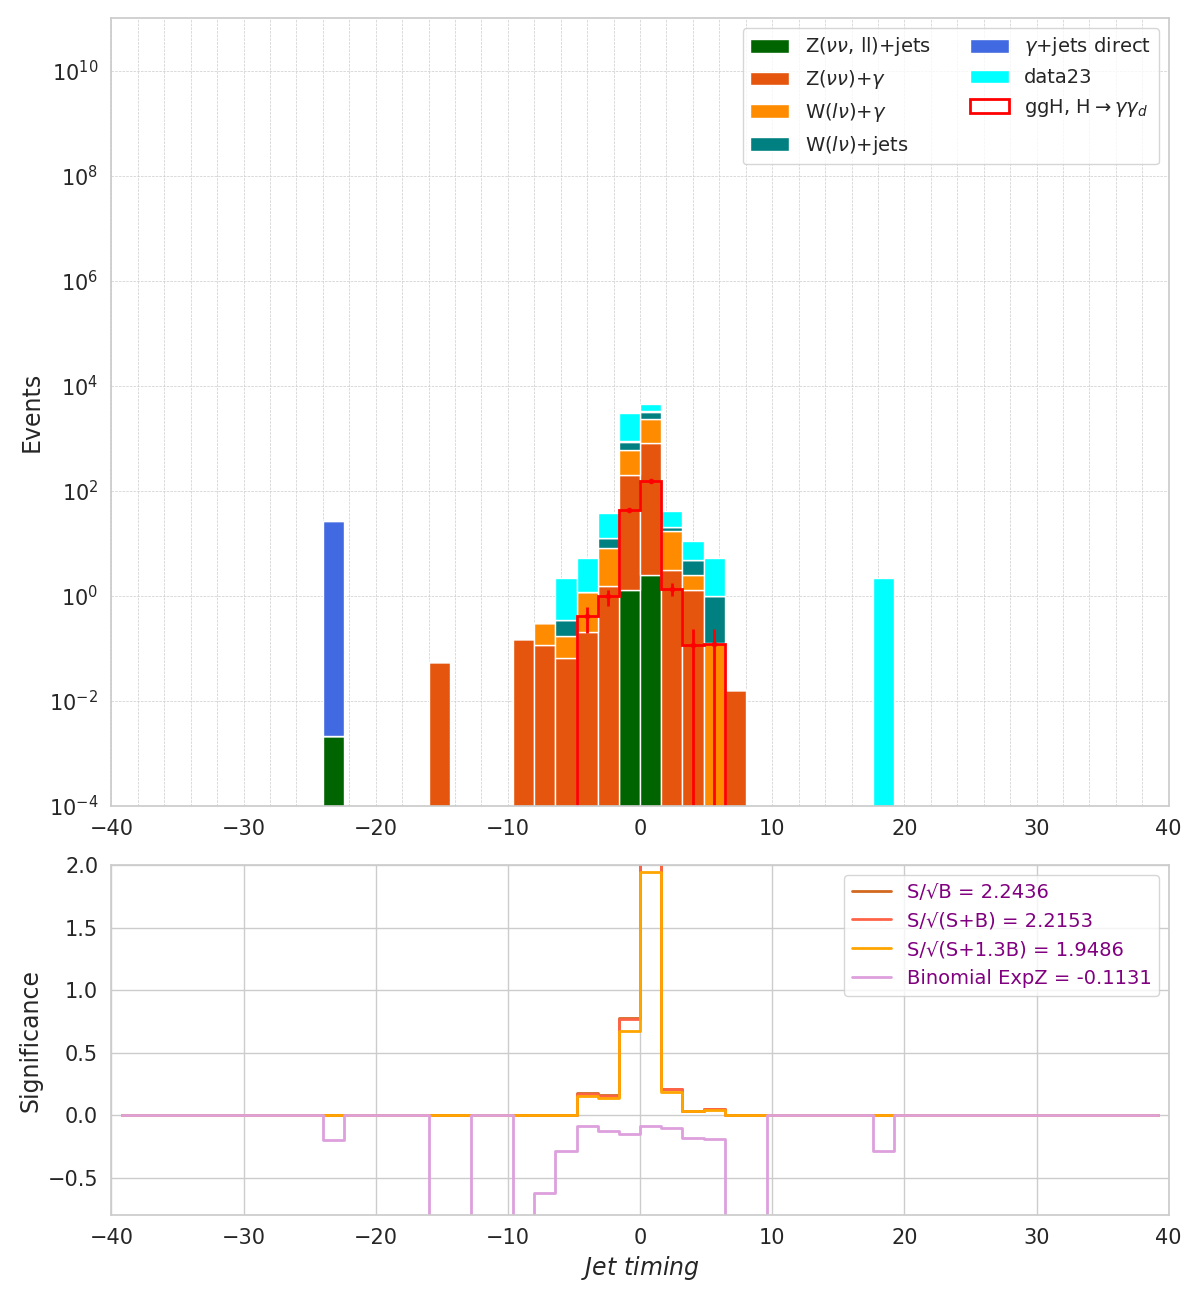 Z(νν, ll)+jets
Z(νν)+γ
W(lν)+γ
W(lν)+jets
γ+jets direct
data23
ggH, H→γγ_d
Events
10^10
10^8
10^6
10^4
10^2
10^0
10^−2
10^−4
−40 −30 −20 −10 0 10 20 30 40
Significance
2.0
1.5
1.0
0.5
0.0
−0.5
S/√B = 2.2436
S/√(S+B) = 2.2153
S/√(S+1.3B) = 1.9486
Binomial ExpZ = -0.1131
−40 −30 −20 −10 0 10 20 30 40
Jet timing